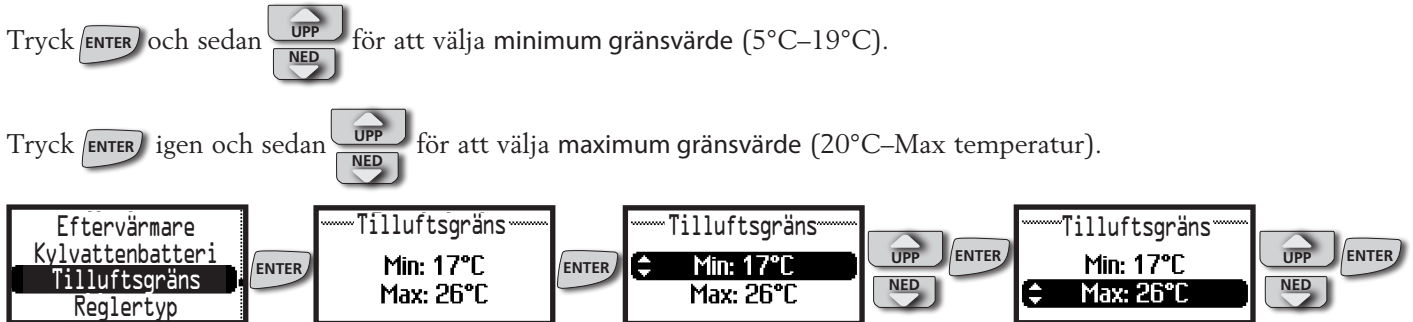 Tryck ENTER och sedan UPP NED för att välja minimum gränsvärde (5°C–19°C).
Tryck ENTER igen och sedan UPP NED för att välja maximum gränsvärde (20°C–Max temperatur).
Eftervärmare
Kylvattenbatteri
Tilluftsgräns
Reglertyp
ENTER
Tilluftsgräns
Min: 17°C
Max: 26°C
ENTER
Tilluftsgräns
Min: 17°C
Max: 26°C
UPP
NED
ENTER
Tilluftsgräns
Min: 17°C
Max: 26°C
UPP
NED
ENTER